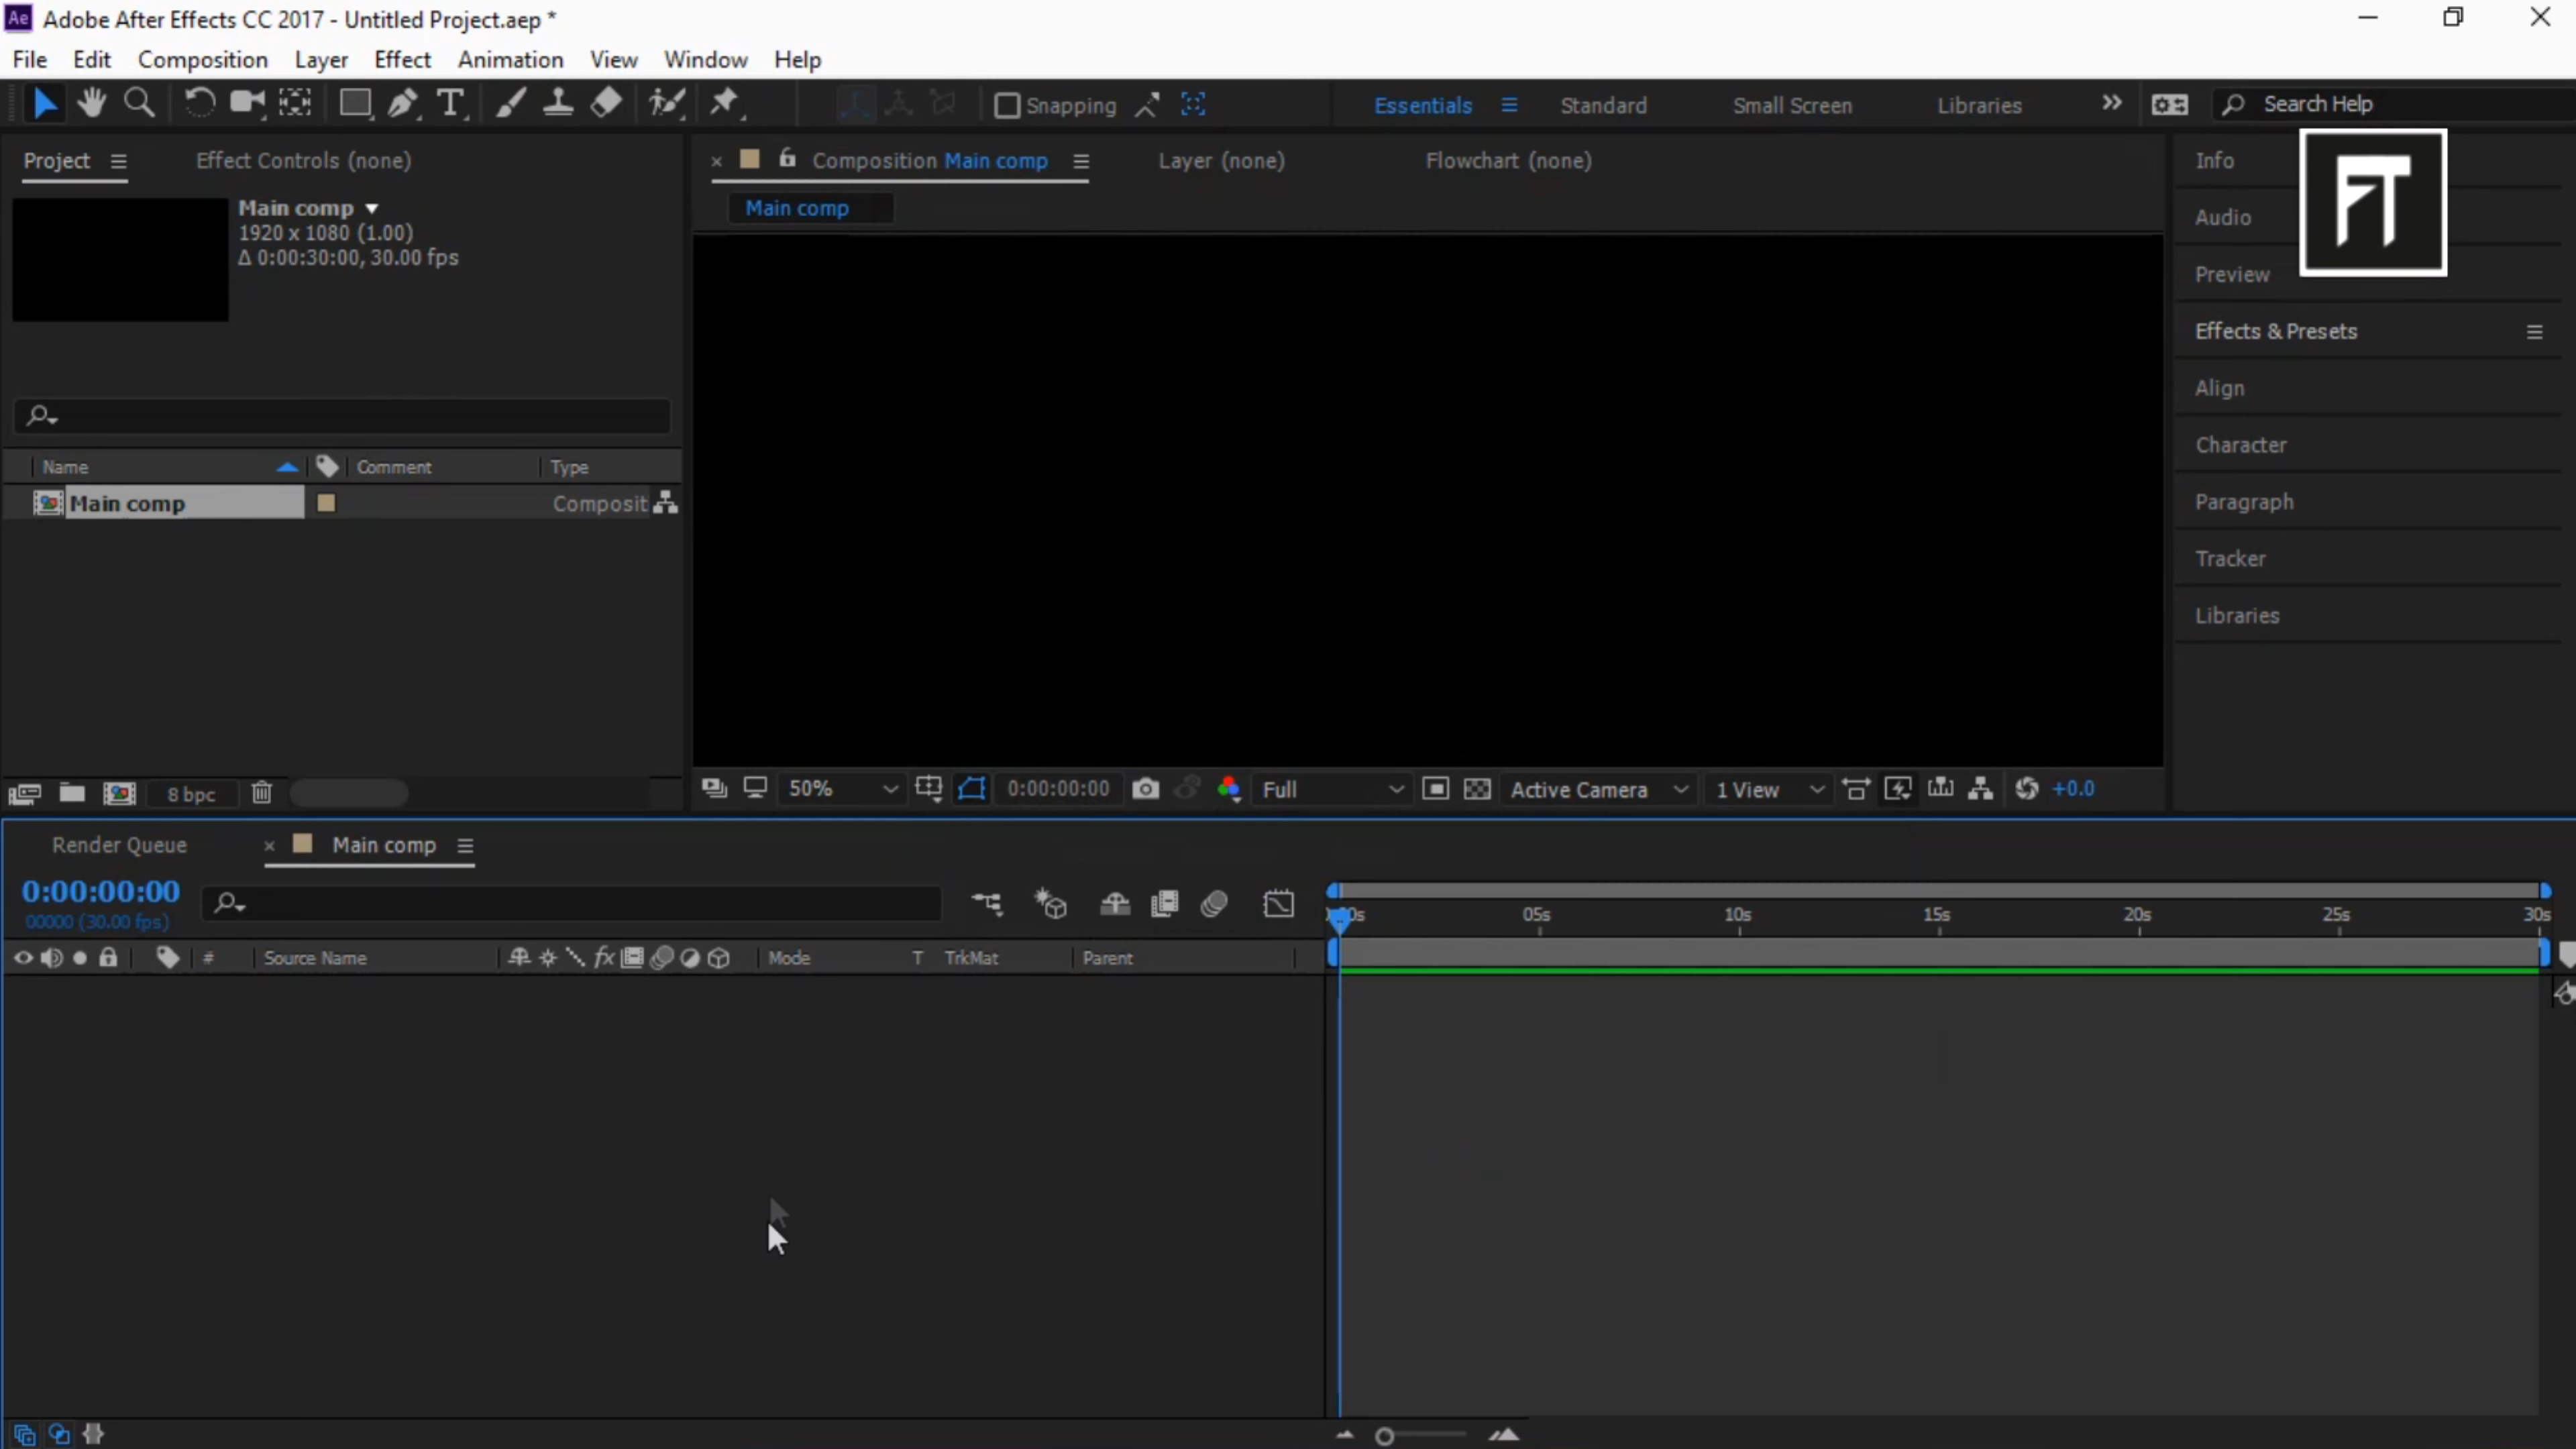 Ae Adobe After Effects CC 2017 - Untitled Project.aep *
File Edit Composition Layer Effect Animation View Window Help
T Snapping Essentials Standard Small Screen Libraries Search Help
Project Effect Controls (none)
Composition Main comp Layer (none) Flowchart (none)
Main comp
Main comp
1920 x 1080 (1.00)
Δ 0:00:30:00, 30.00 fps
Name Comment Type
Main comp Composit
8 bpc
50% 0:00:00:00 Full Active Camera 1 View +0.0
FT
Info
Audio
Preview
Effects & Presets
Align
Character
Paragraph
Tracker
Libraries
Render Queue Main comp
0:00:00:00
00000 (30.00 fps)
05s 10s 15s 20s 25s 30s
# Source Name fx Mode T TrkMat Parent